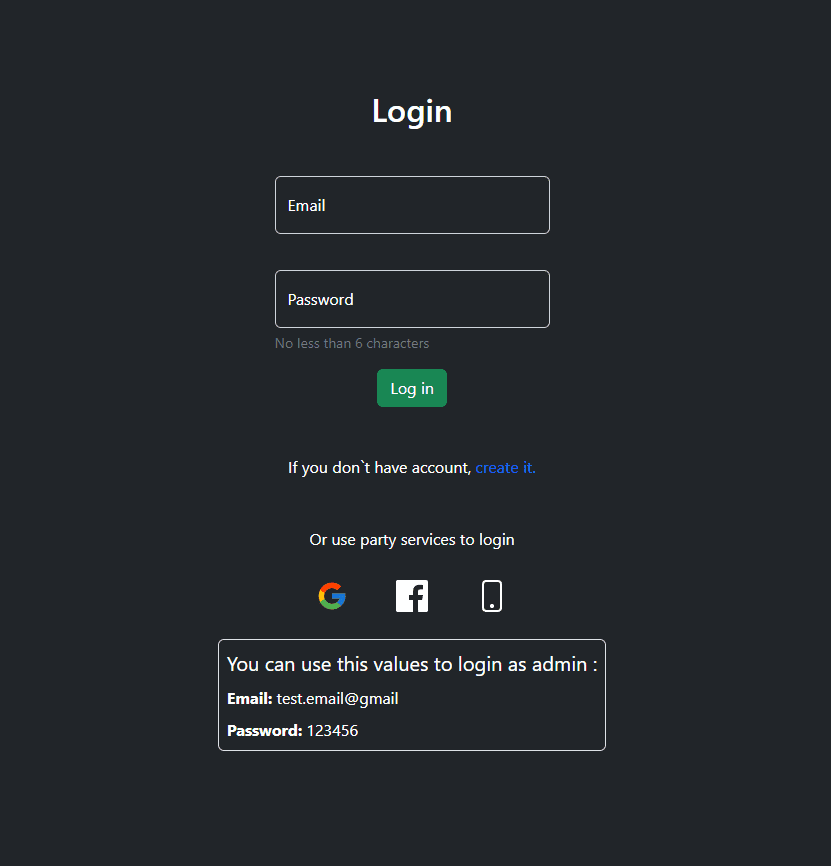 Login
Email
Password
No less than 6 characters
Log in
If you don`t have account, create it.
Or use party services to login
You can use this values to login as admin :
Email: test.email@gmail
Password: 123456